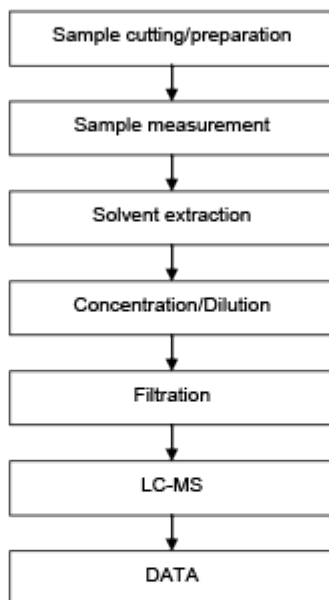 Sample cutting/preparation
Sample measurement
Solvent extraction
Concentration/Dilution
Filtration
LC-MS
DATA